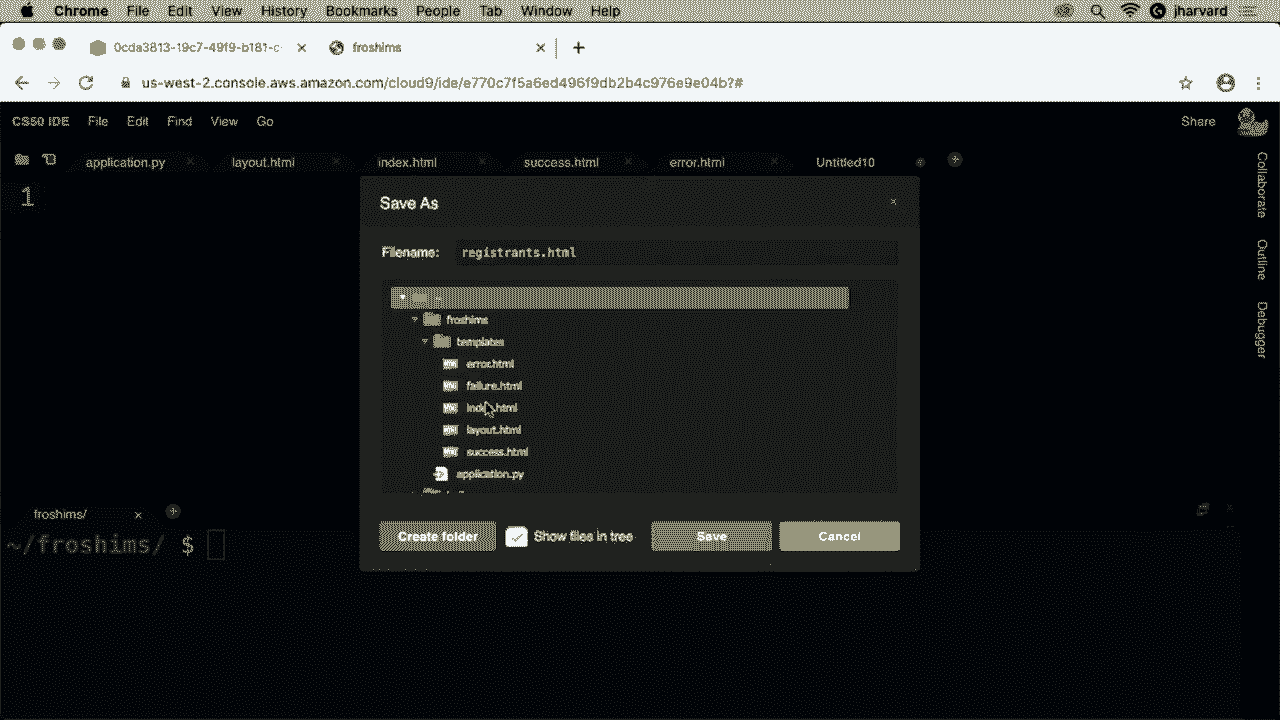 Chrome File Edit View History Bookmarks People Tab Window Help jharvard
0cda3813-19c7-49f9-b181-c froshims
us-west-2.console.aws.amazon.com/cloud9/ide/e770c7f5a6ed496f9db2b4c976e9e04b?#
CS50 IDE File Edit Find View Go Share
application.py layout.html index.html success.html error.html Untitled10
1
Save As
Filename: registrants.html
froshims
templates
error.html
failure.html
index.html
layout.html
success.html
application.py
Create folder Show files in tree Save Cancel
Collaborate
Outline
Debugger
froshims/
~/froshims/ $